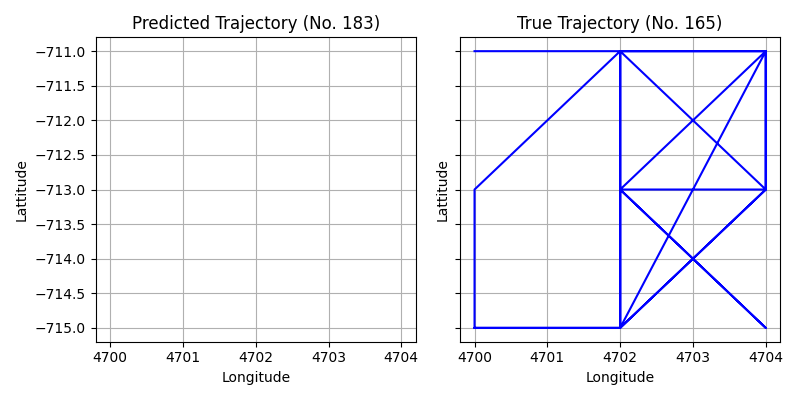 Predicted Trajectory (No. 183)
Lattitude
−711.0
−711.5
−712.0
−712.5
−713.0
−713.5
−714.0
−714.5
−715.0
4700 4701 4702 4703 4704
Longitude
True Trajectory (No. 165)
Lattitude
4700 4701 4702 4703 4704
Longitude